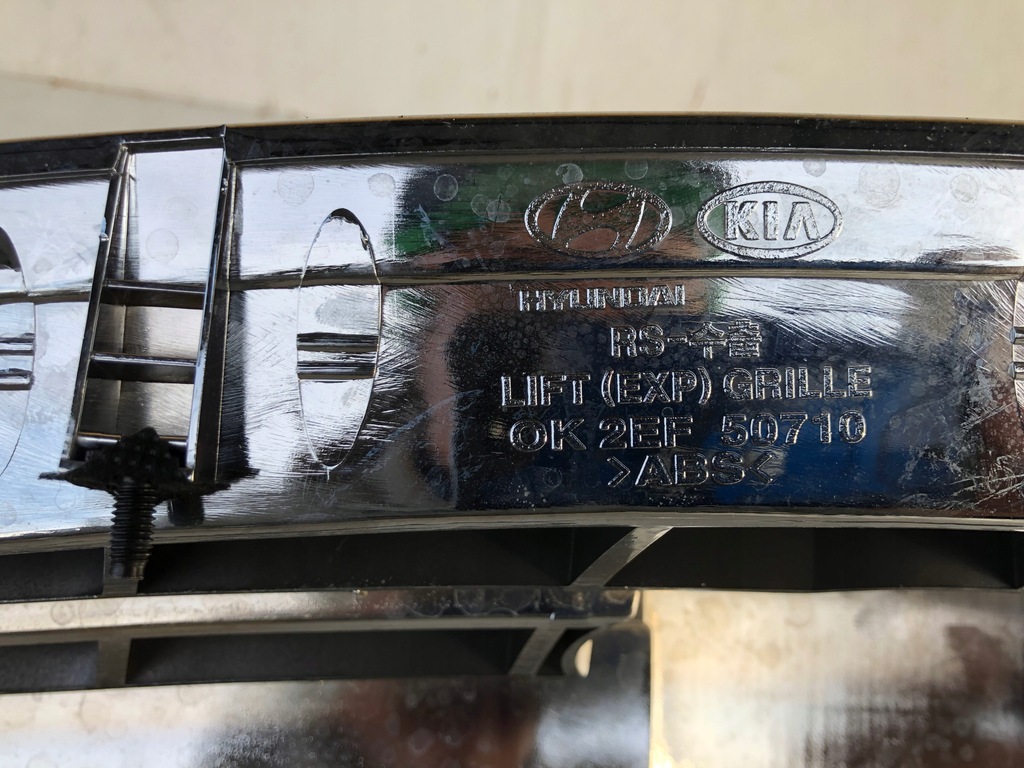 KIA
HYUNDAI
RS-수출
LIFT (EXP) GRILLE
OK 2EF 50710
>ABS<